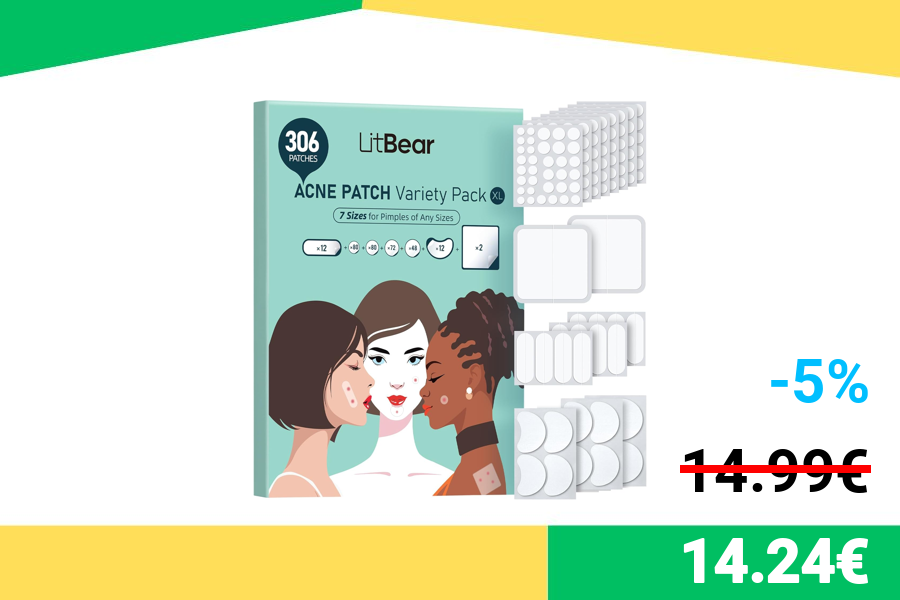 306
PATCHES
LitBear
ACNE PATCH Variety Pack XL
7 Sizes for Pimples of Any Sizes
×12 + ×80 + ×80 + ×72 + ×48 + ×12 + ×2
-5%
14.99€
14.24€